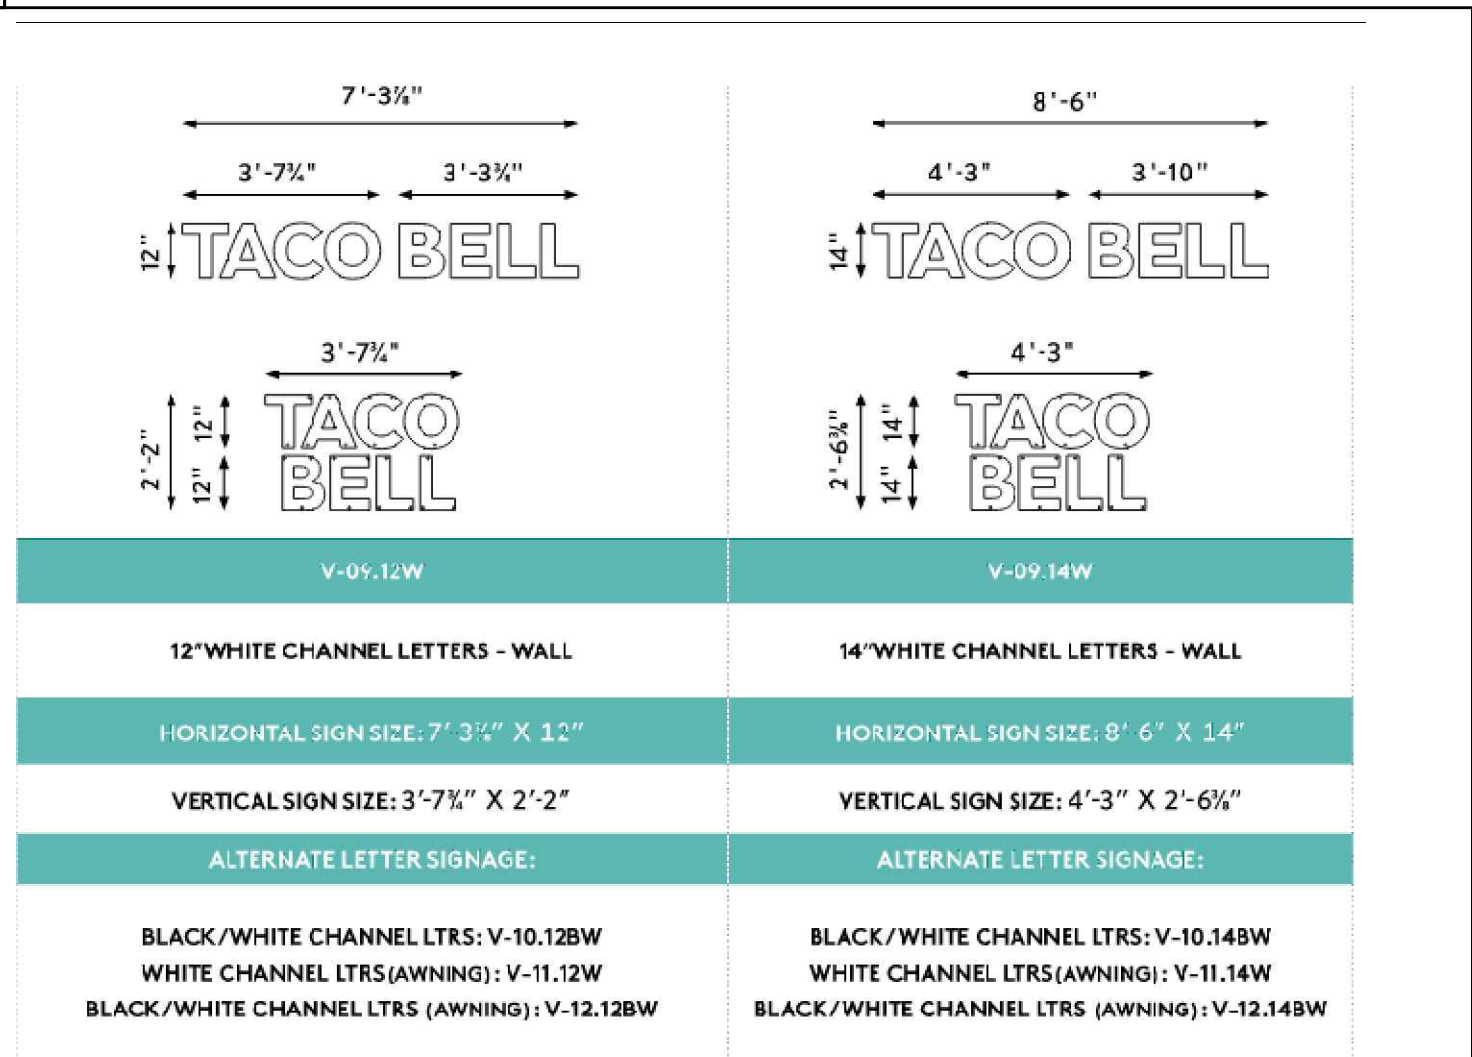 7'-3⅞"
3'-7¾"
3'-3¾"
12"
TACO BELL
3'-7¾"
2'-2"
12"
12"
TACO
BELL
V-09.12W
12"WHITE CHANNEL LETTERS - WALL
HORIZONTAL SIGN SIZE: 7'-3⅞" X 12"
VERTICAL SIGN SIZE: 3'-7¾" X 2'-2"
ALTERNATE LETTER SIGNAGE:
BLACK/WHITE CHANNEL LTRS: V-10.12BW
WHITE CHANNEL LTRS(AWNING): V-11.12W
BLACK/WHITE CHANNEL LTRS (AWNING): V-12.12BW
8'-6"
4'-3"
3'-10"
14"
TACO BELL
4'-3"
2'-6⅜"
14"
14"
TACO
BELL
V-09.14W
14"WHITE CHANNEL LETTERS - WALL
HORIZONTAL SIGN SIZE: 8'-6" X 14"
VERTICAL SIGN SIZE: 4'-3" X 2'-6⅜"
ALTERNATE LETTER SIGNAGE:
BLACK/WHITE CHANNEL LTRS: V-10.14BW
WHITE CHANNEL LTRS(AWNING): V-11.14W
BLACK/WHITE CHANNEL LTRS (AWNING): V-12.14BW